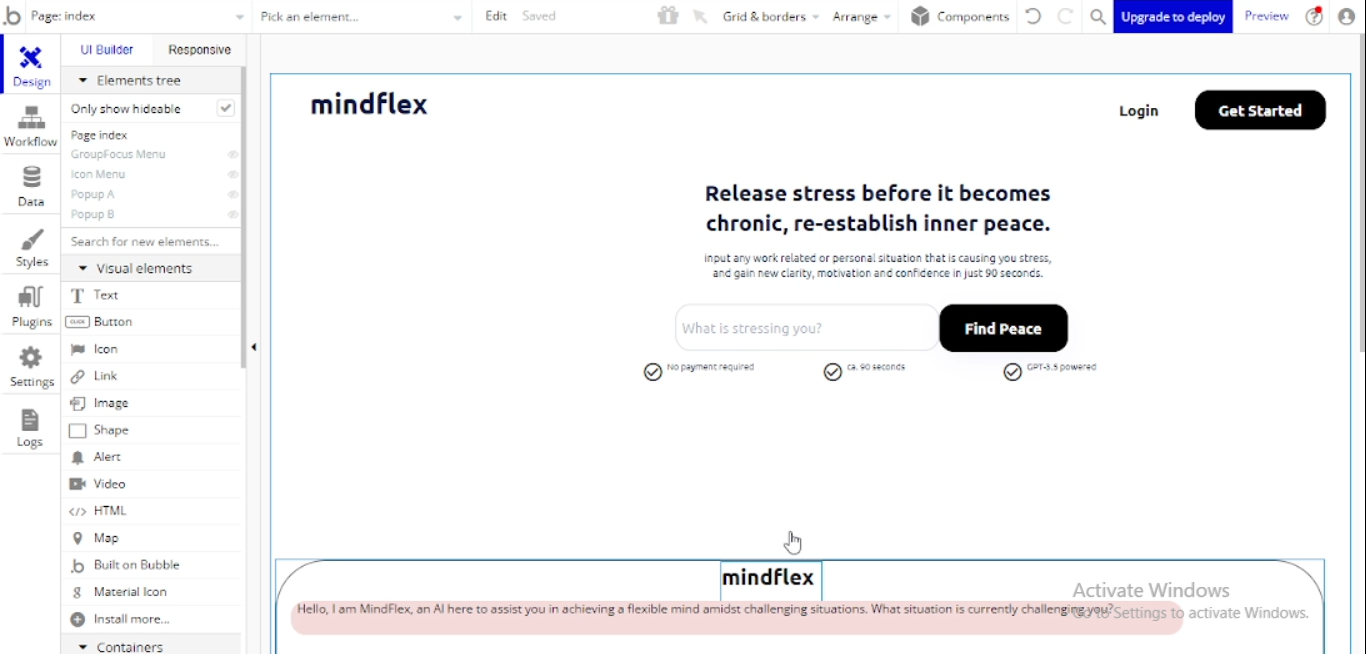 b Page: index Pick an element... Edit Saved Grid & borders Arrange Components Upgrade to deploy Preview
UI Builder Responsive
Design
Elements tree
Only show hideable
Workflow
Page index
GroupFocus Menu
Icon Menu
Popup A
Popup B
Data
Search for new elements...
Styles
Visual elements
Text
Plugins
CLICK Button
Icon
Settings
Link
Image
Logs
Shape
Alert
Video
</> HTML
Map
b Built on Bubble
g Material Icon
Install more...
Containers
mindflex
Login Get Started
Release stress before it becomes
chronic, re-establish inner peace.
input any work related or personal situation that is causing you stress,
and gain new clarity, motivation and confidence in just 90 seconds.
What is stressing you? Find Peace
No payment required ca. 90 seconds GPT-3.5 powered
mindflex
Hello, I am MindFlex, an AI here to assist you in achieving a flexible mind amidst challenging situations. What situation is currently challenging you?
Activate Windows
Go to Settings to activate Windows.